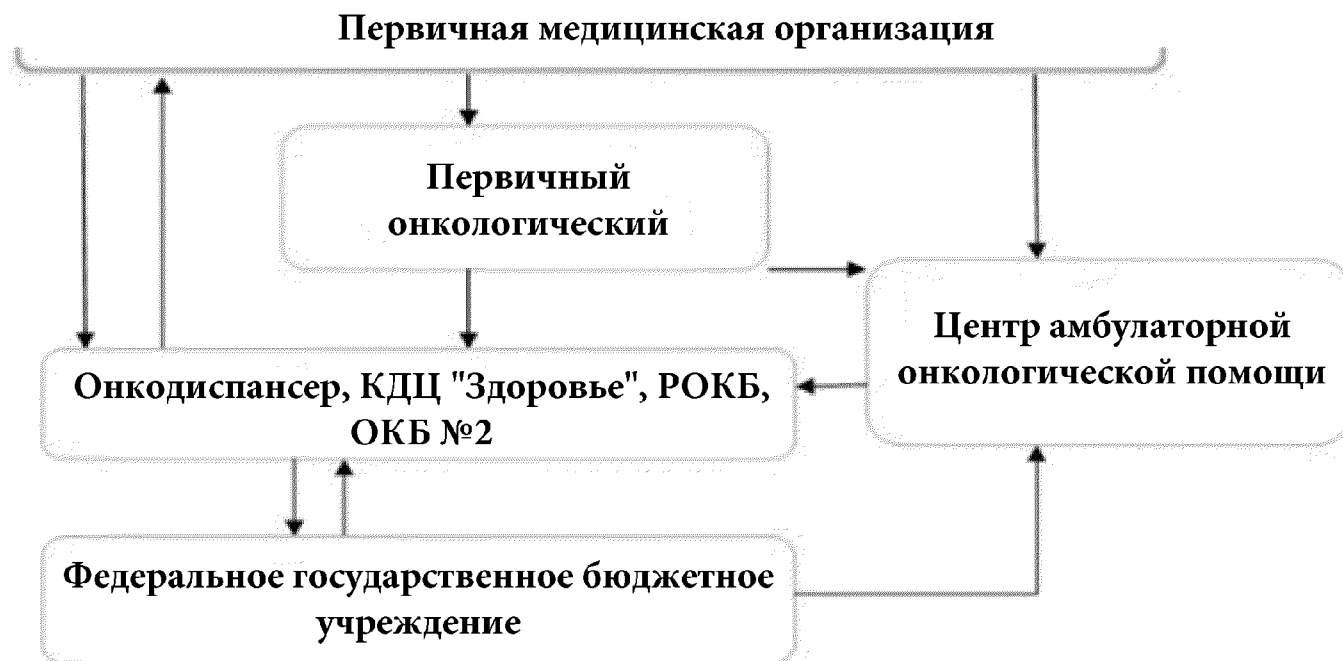 Первичная медицинская организация
Первичный
онкологический
Центр амбулаторной
онкологической помощи
Онкодиспансер, КДЦ "Здоровье", РОКБ,
ОКБ №2
Федеральное государственное бюджетное
учреждение